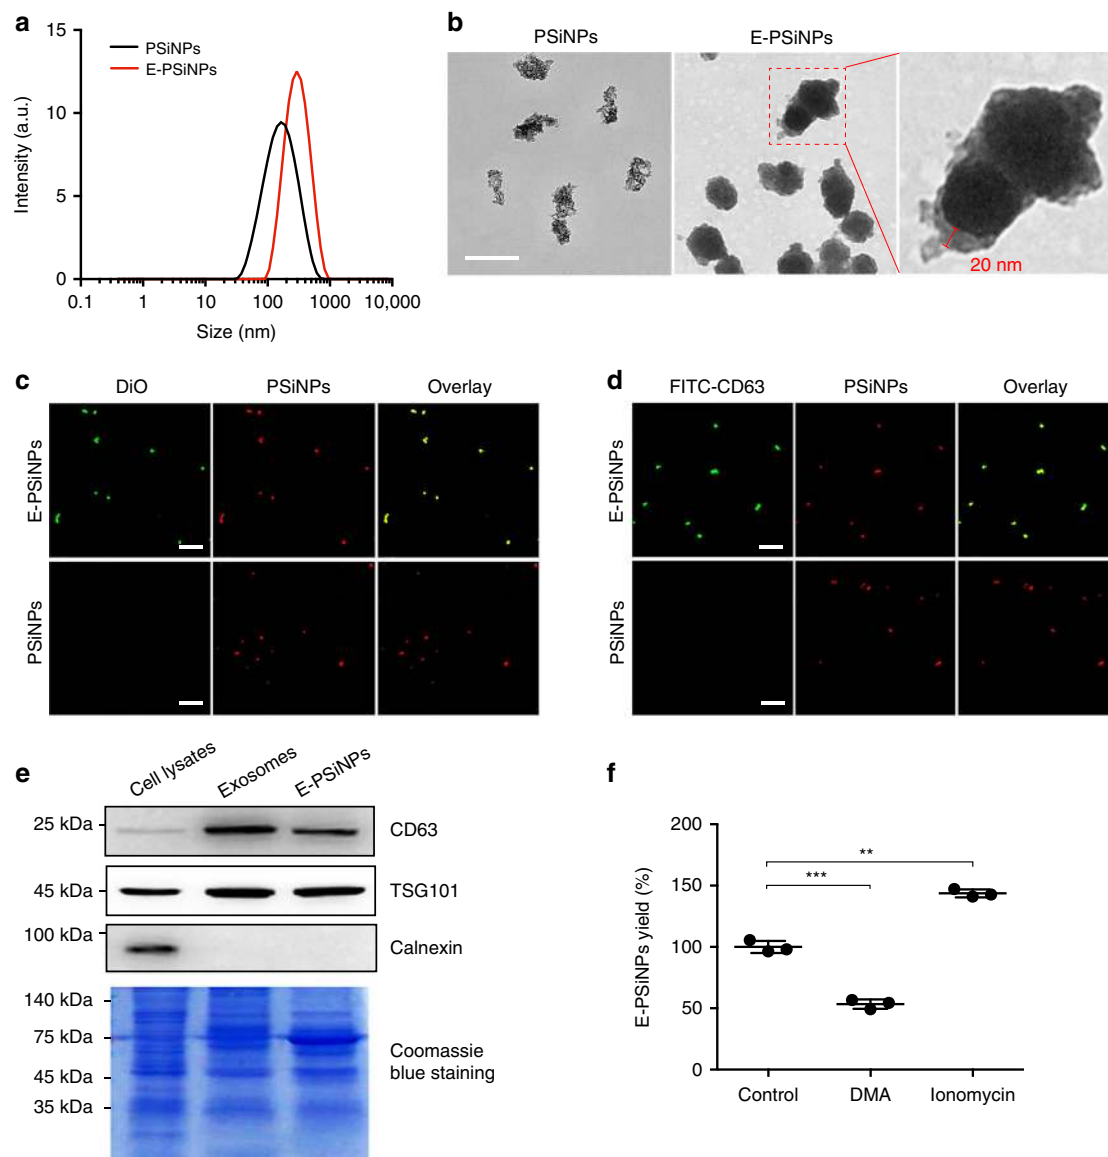 a
15
10
5
0
Intensity (a.u.)
PSiNPs
E-PSiNPs
0.1 1 10 100 1000 10,000
Size (nm)
b
PSiNPs E-PSiNPs
20 nm
c
DiO PSiNPs Overlay
E-PSiNPs
PSiNPs
d
FITC-CD63 PSiNPs Overlay
E-PSiNPs
PSiNPs
e
Cell lysates Exosomes E-PSiNPs
25 kDa CD63
45 kDa TSG101
100 kDa Calnexin
140 kDa
75 kDa
45 kDa
35 kDa
Coomassie
blue staining
f
200
150
100
50
0
E-PSiNPs yield (%)
**
***
Control DMA Ionomycin